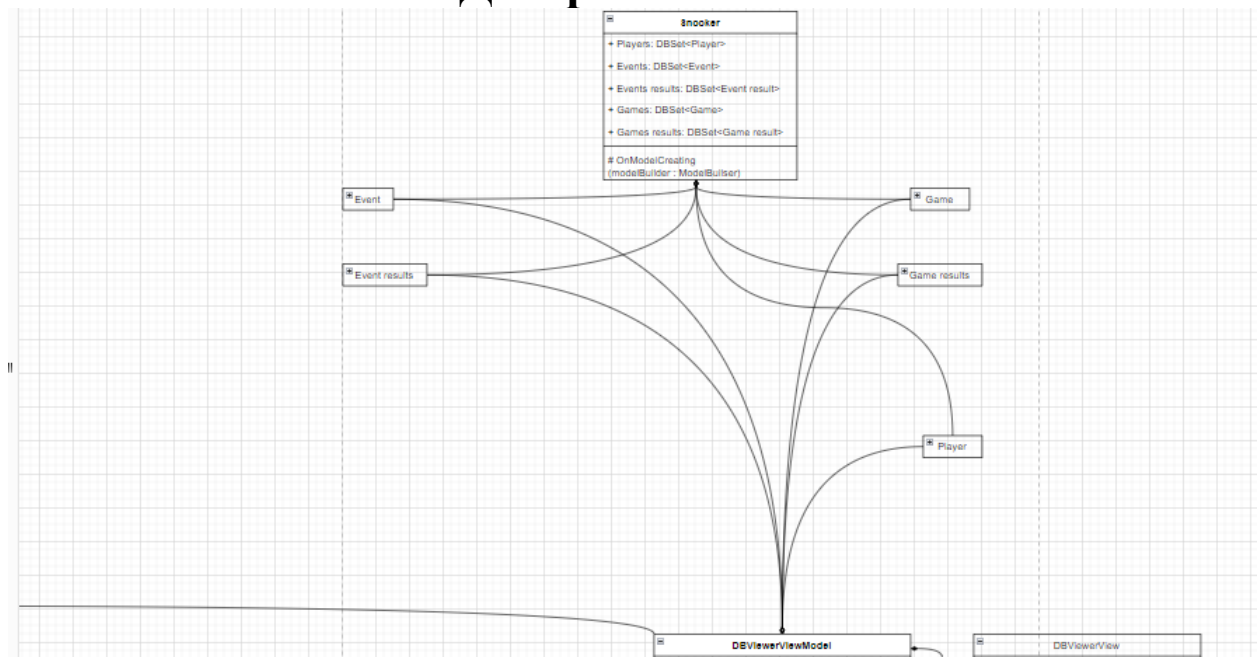 Snooker
+ Players: DBSet<Player>
+ Events: DBSet<Event>
+ Events results: DBSet<Event result>
+ Games: DBSet<Game>
+ Games results: DBSet<Game result>
# OnModelCreating
(modelBuilder : ModelBuilser)
Event
Game
Event results
Game results
Player
DBViewerViewModel
DBViewerView